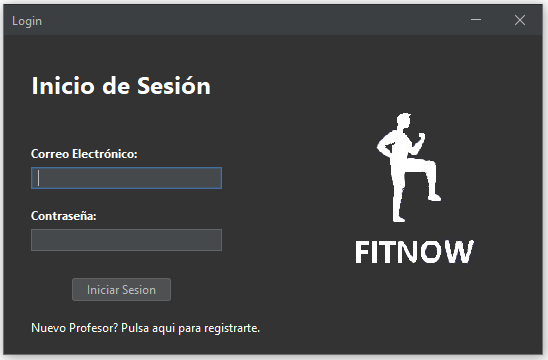 Login
Inicio de Sesión
Correo Electrónico:
Contraseña:
Iniciar Sesion
Nuevo Profesor? Pulsa aqui para registrarte.
FITNOW